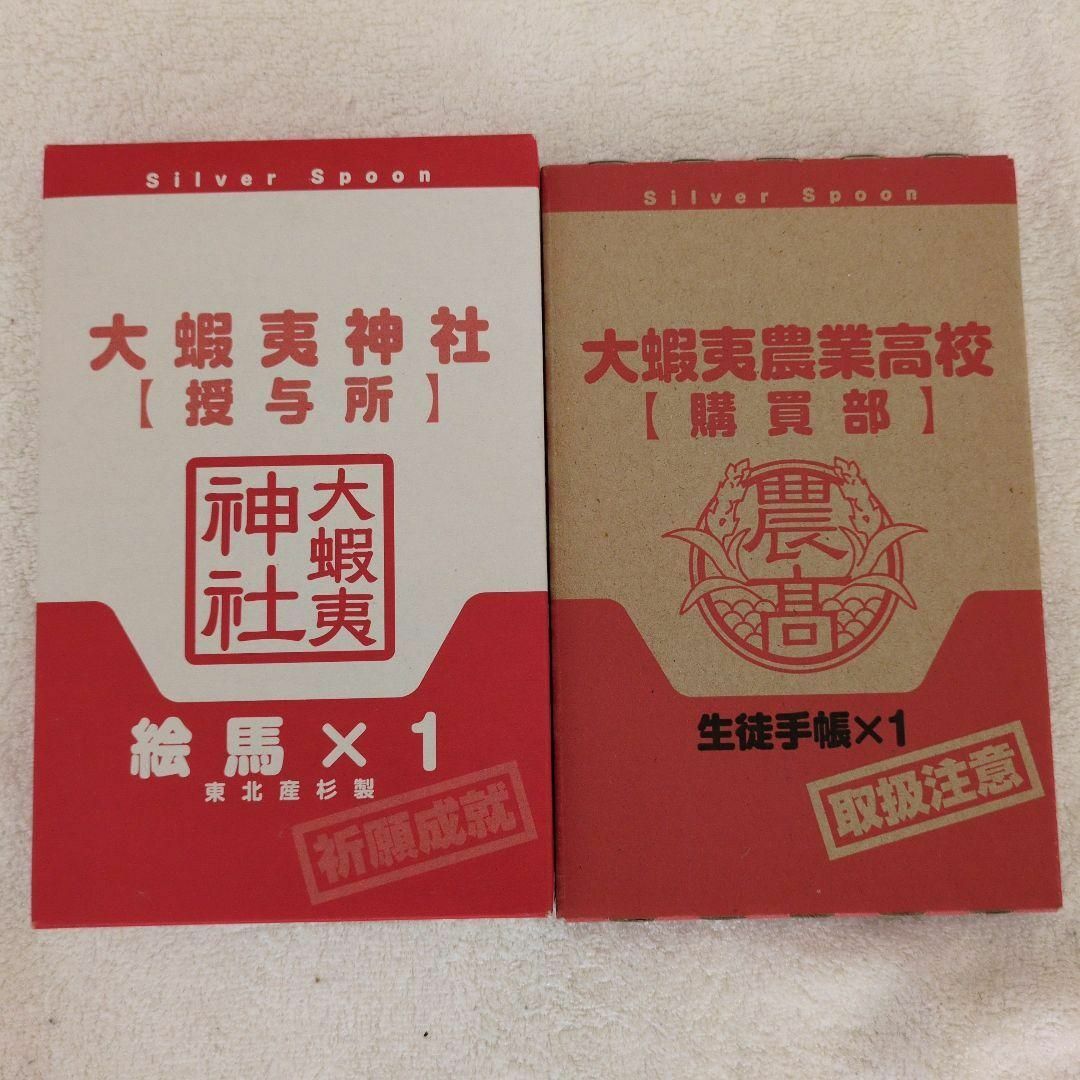 Silver Spoon
大蝦夷神社
【授与所】
大蝦夷
神社
絵馬×1
東北産杉製
祈願成就
Silver Spoon
大蝦夷農業高校
【購買部】
農高
生徒手帳×1
取扱注意